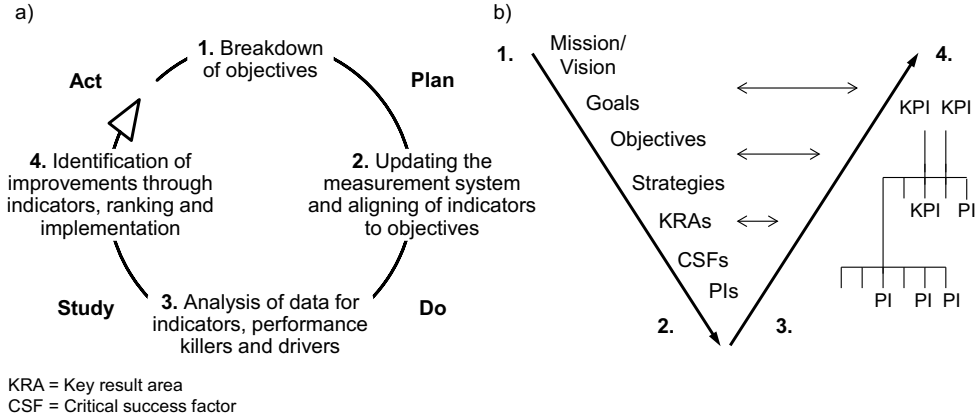 a)
1. Breakdown
of objectives
Act
Plan
4. Identification of
improvements through
indicators, ranking and
implementation
2. Updating the
measurement system
and aligning of indicators
to objectives
Study
Do
3. Analysis of data for
indicators, performance
killers and drivers
KRA = Key result area
CSF = Critical success factor
b)
1.
Mission/
Vision
Goals
Objectives
Strategies
KRAs
CSFs
PIs
2.
3.
4.
KPI KPI
KPI PI
PI PI PI